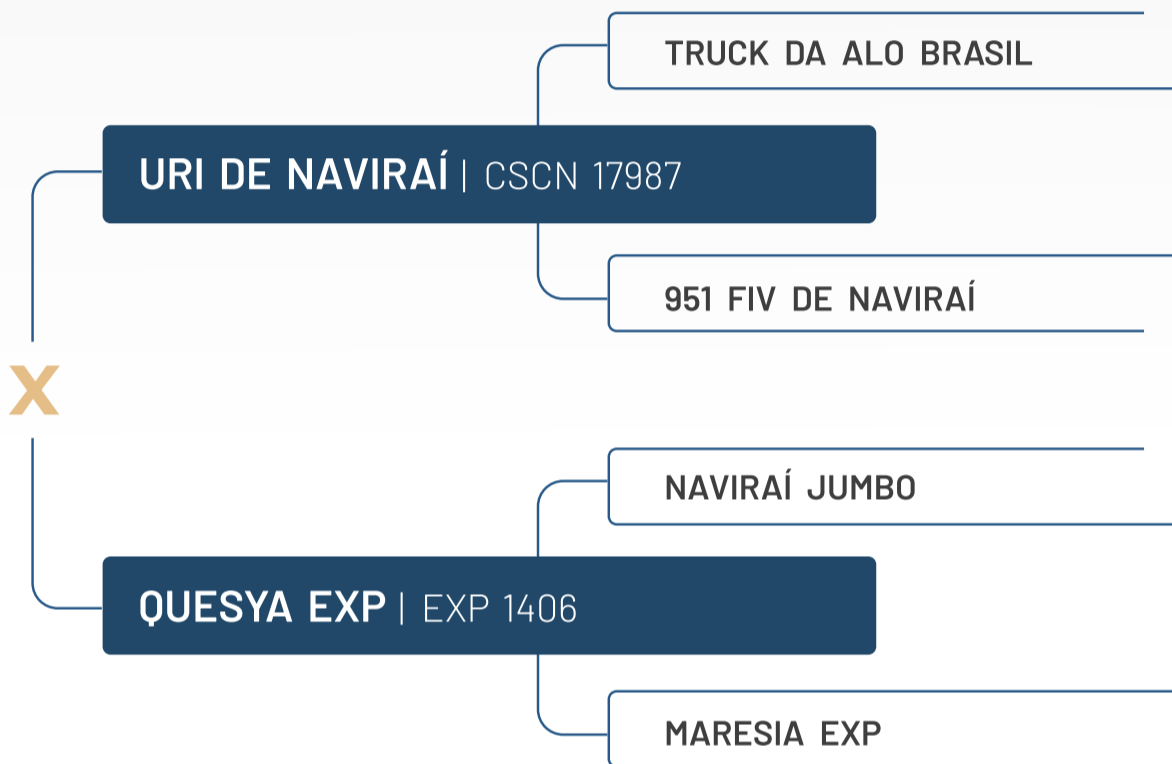 TRUCK DA ALO BRASIL
URI DE NAVIRAÍ | CSCN 17987
951 FIV DE NAVIRAÍ
X
NAVIRAÍ JUMBO
QUESYA EXP | EXP 1406
MARESIA EXP